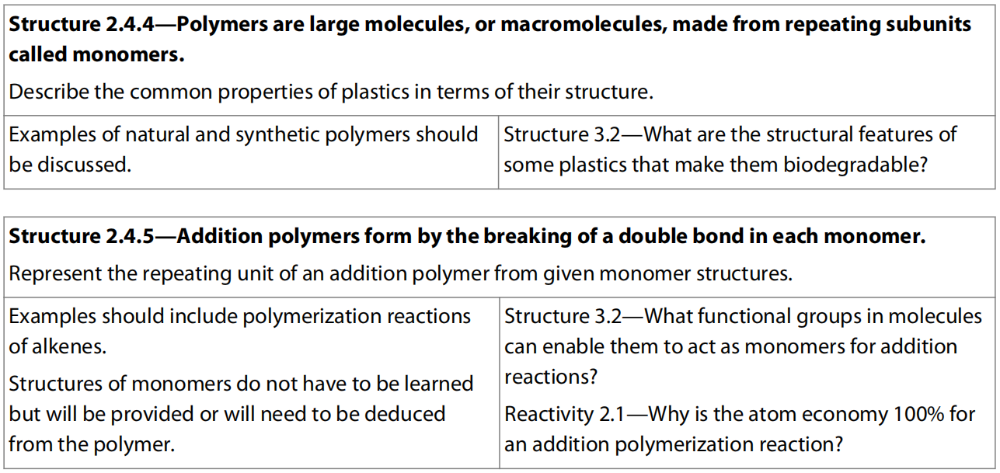 Structure 2.4.4—Polymers are large molecules, or macromolecules, made from repeating subunits
called monomers.
Describe the common properties of plastics in terms of their structure.
Examples of natural and synthetic polymers should
be discussed.
Structure 3.2—What are the structural features of
some plastics that make them biodegradable?
Structure 2.4.5—Addition polymers form by the breaking of a double bond in each monomer.
Represent the repeating unit of an addition polymer from given monomer structures.
Examples should include polymerization reactions
of alkenes.
Structures of monomers do not have to be learned
but will be provided or will need to be deduced
from the polymer.
Structure 3.2—What functional groups in molecules
can enable them to act as monomers for addition
reactions?
Reactivity 2.1—Why is the atom economy 100% for
an addition polymerization reaction?